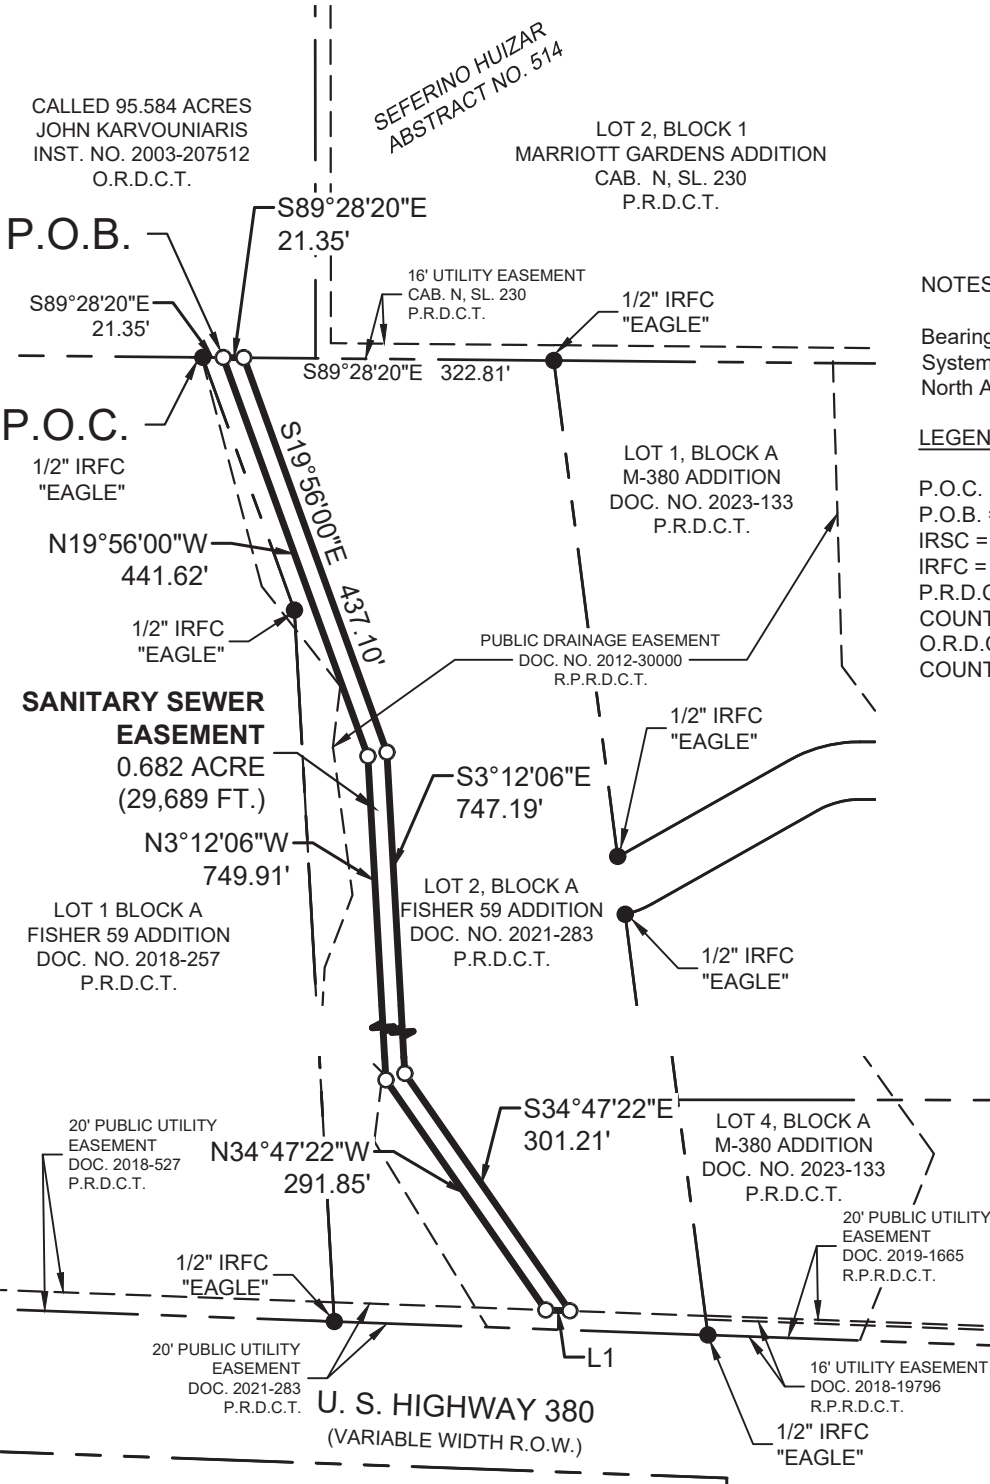 SEFERINO HUIZAR
ABSTRACT NO. 514
CALLED 95.584 ACRES
JOHN KARVOUNIARIS
INST. NO. 2003-207512
O.R.D.C.T.
LOT 2, BLOCK 1
MARRIOTT GARDENS ADDITION
CAB. N, SL. 230
P.R.D.C.T.
S89°28'20"E
21.35'
P.O.B.
16' UTILITY EASEMENT
CAB. N, SL. 230
P.R.D.C.T.
S89°28'20"E
21.35'
1/2" IRFC
"EAGLE"
S89°28'20"E 322.81'
P.O.C.
1/2" IRFC
"EAGLE"
NOTES
Bearing
System
North A
LEGEN
P.O.C.
P.O.B. =
IRSC =
IRFC =
P.R.D.C
COUNT
O.R.D.C
COUNT
LOT 1, BLOCK A
M-380 ADDITION
DOC. NO. 2023-133
P.R.D.C.T.
S19°56'00"E 437.10'
N19°56'00"W
441.62'
1/2" IRFC
"EAGLE"
PUBLIC DRAINAGE EASEMENT
DOC. NO. 2012-30000
R.P.R.D.C.T.
SANITARY SEWER
EASEMENT
0.682 ACRE
(29,689 FT.)
1/2" IRFC
"EAGLE"
S3°12'06"E
747.19'
N3°12'06"W
749.91'
LOT 1 BLOCK A
FISHER 59 ADDITION
DOC. NO. 2018-257
P.R.D.C.T.
LOT 2, BLOCK A
FISHER 59 ADDITION
DOC. NO. 2021-283
P.R.D.C.T.
1/2" IRFC
"EAGLE"
S34°47'22"E
301.21'
20' PUBLIC UTILITY
EASEMENT
DOC. 2018-527
P.R.D.C.T.
N34°47'22"W
291.85'
LOT 4, BLOCK A
M-380 ADDITION
DOC. NO. 2023-133
P.R.D.C.T.
20' PUBLIC UTILITY
EASEMENT
DOC. 2019-1665
R.P.R.D.C.T.
1/2" IRFC
"EAGLE"
20' PUBLIC UTILITY
EASEMENT
DOC. 2021-283
P.R.D.C.T.
L1
16' UTILITY EASEMENT
DOC. 2018-19796
R.P.R.D.C.T.
U. S. HIGHWAY 380
(VARIABLE WIDTH R.O.W.)
1/2" IRFC
"EAGLE"